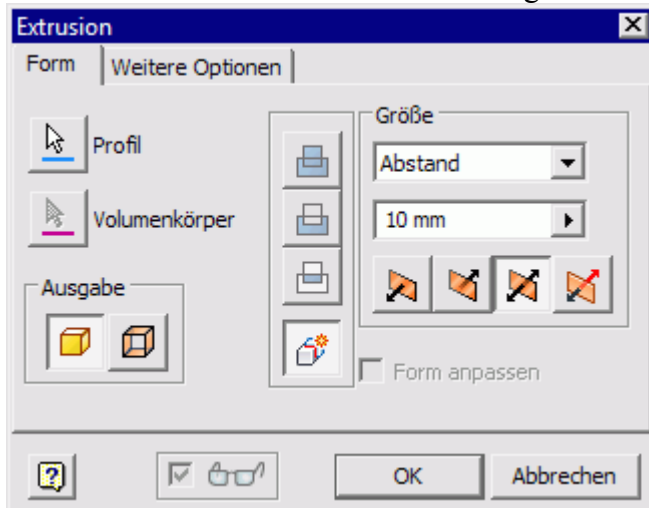 Extrusion
Form
Weitere Optionen
Profil
Volumenkörper
Ausgabe
Größe
Abstand
10 mm
Form anpassen
OK
Abbrechen